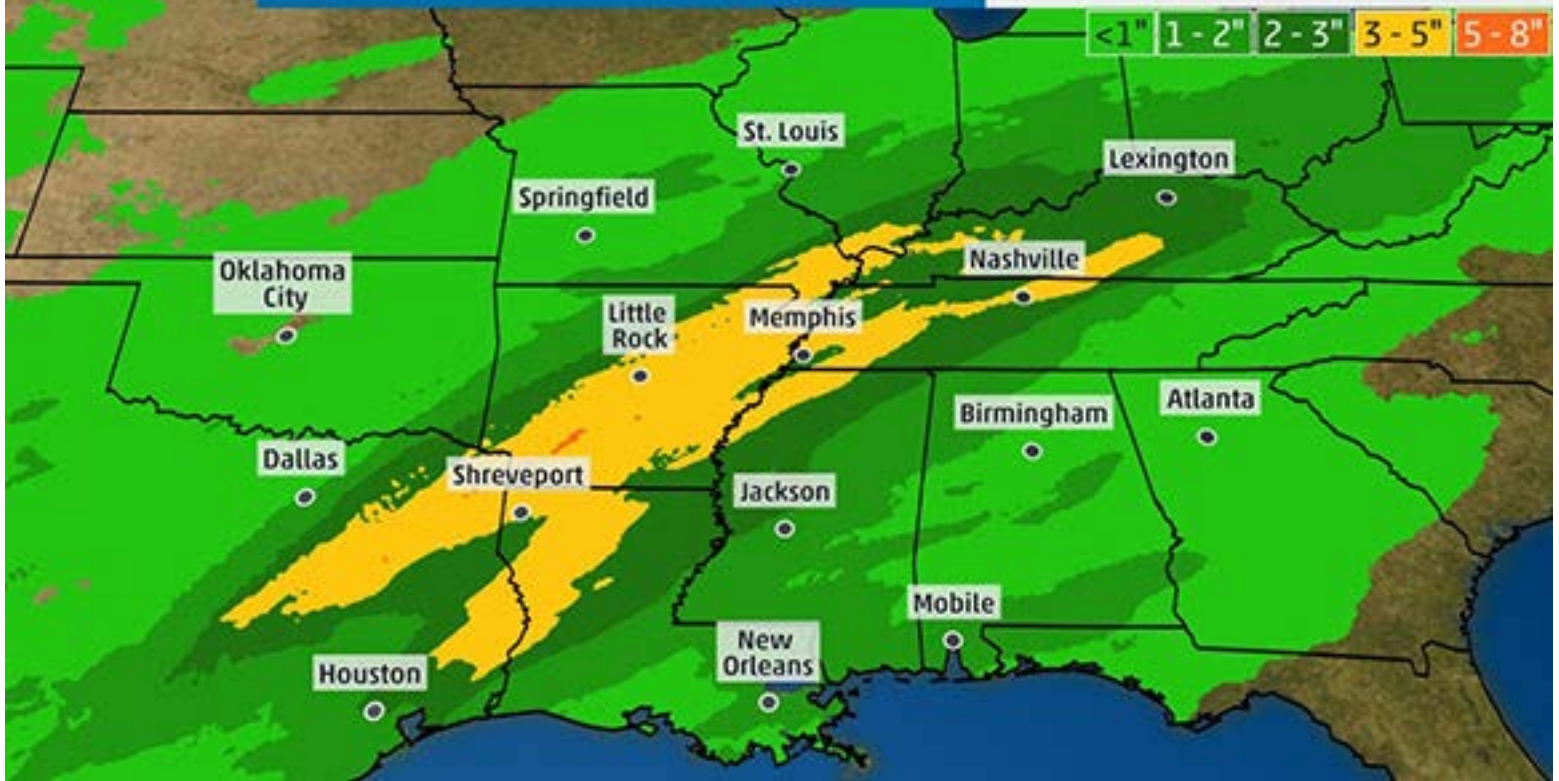 <1" 1 - 2" 2 - 3" 3 - 5" 5 - 8"
St. Louis
Lexington
Springfield
Nashville
Oklahoma
City
Little
Rock
Memphis
Atlanta
Birmingham
Dallas
Shreveport
Jackson
Mobile
New
Orleans
Houston